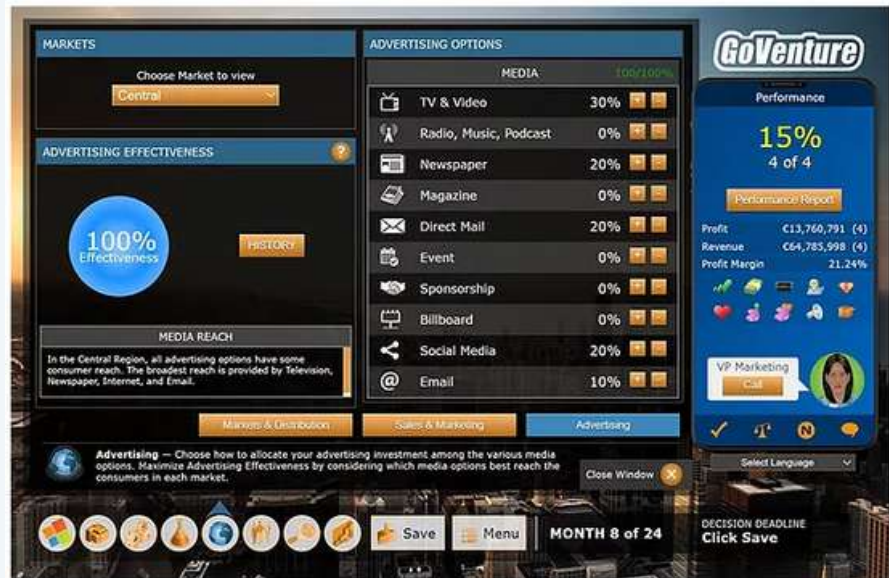 MARKETS
Choose Market to view
Central
ADVERTISING EFFECTIVENESS
?
100%
Effectiveness
HISTORY
MEDIA REACH
In the Central Region, all advertising options have some
consumer reach. The broadest reach is provided by Television,
Newspaper, Internet, and Email.
ADVERTISING OPTIONS
MEDIA 100/100%
TV & Video 30%
Radio, Music, Podcast 0%
Newspaper 20%
Magazine 0%
Direct Mail 20%
Event 0%
Sponsorship 0%
Billboard 0%
Social Media 20%
@ Email 10%
GoVenture
Performance
15%
4 of 4
Performance Report
Profit €13,760,791 (4)
Revenue €64,785,998 (4)
Profit Margin 21.24%
VP Marketing
Call
N
Select Language
Markets & Distribution
Sales & Marketing
Advertising
Advertising — Choose how to allocate your advertising investment among the various media
options. Maximize Advertising Effectiveness by considering which media options best reach the
consumers in each market.
Close Window
Save
Menu
MONTH 8 of 24
DECISION DEADLINE
Click Save